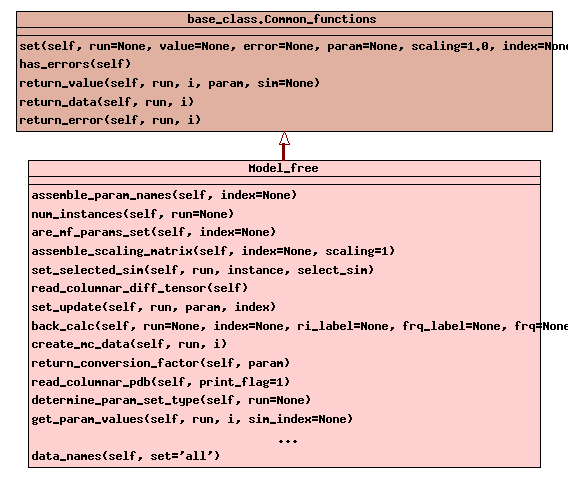 base_class.Common_functions
set(self, run=None, value=None, error=None, param=None, scaling=1.0, index=None
has_errors(self)
return_value(self, run, i, param, sim=None)
return_data(self, run, i)
return_error(self, run, i)
Model_free
assemble_param_names(self, index=None)
num_instances(self, run=None)
are_mf_params_set(self, index=None)
assemble_scaling_matrix(self, index=None, scaling=1)
set_selected_sim(self, run, instance, select_sim)
read_columnar_diff_tensor(self)
set_update(self, run, param, index)
back_calc(self, run=None, index=None, ri_label=None, frq_label=None, frq=None
create_mc_data(self, run, i)
return_conversion_factor(self, param)
read_columnar_pdb(self, print_flag=1)
determine_param_set_type(self, run=None)
get_param_values(self, run, i, sim_index=None)
...
data_names(self, set='all')